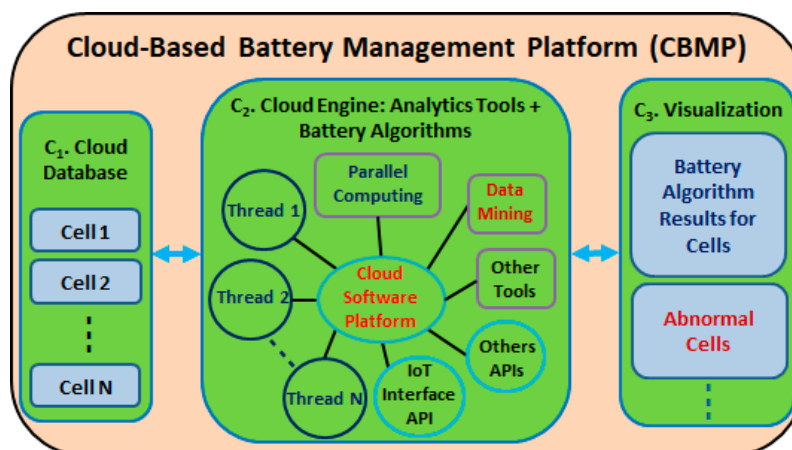 Cloud-Based Battery Management Platform (CBMP)
C1. Cloud
Database
Cell 1
Cell 2
Cell N
C2. Cloud Engine: Analytics Tools +
Battery Algorithms
Parallel
Computing
Data
Mining
Thread 1
Other
Tools
Cloud
Software
Platform
Thread 2
Others
APIs
IoT
Interface
API
Thread N
C3. Visualization
Battery
Algorithm
Results for
Cells
Abnormal
Cells